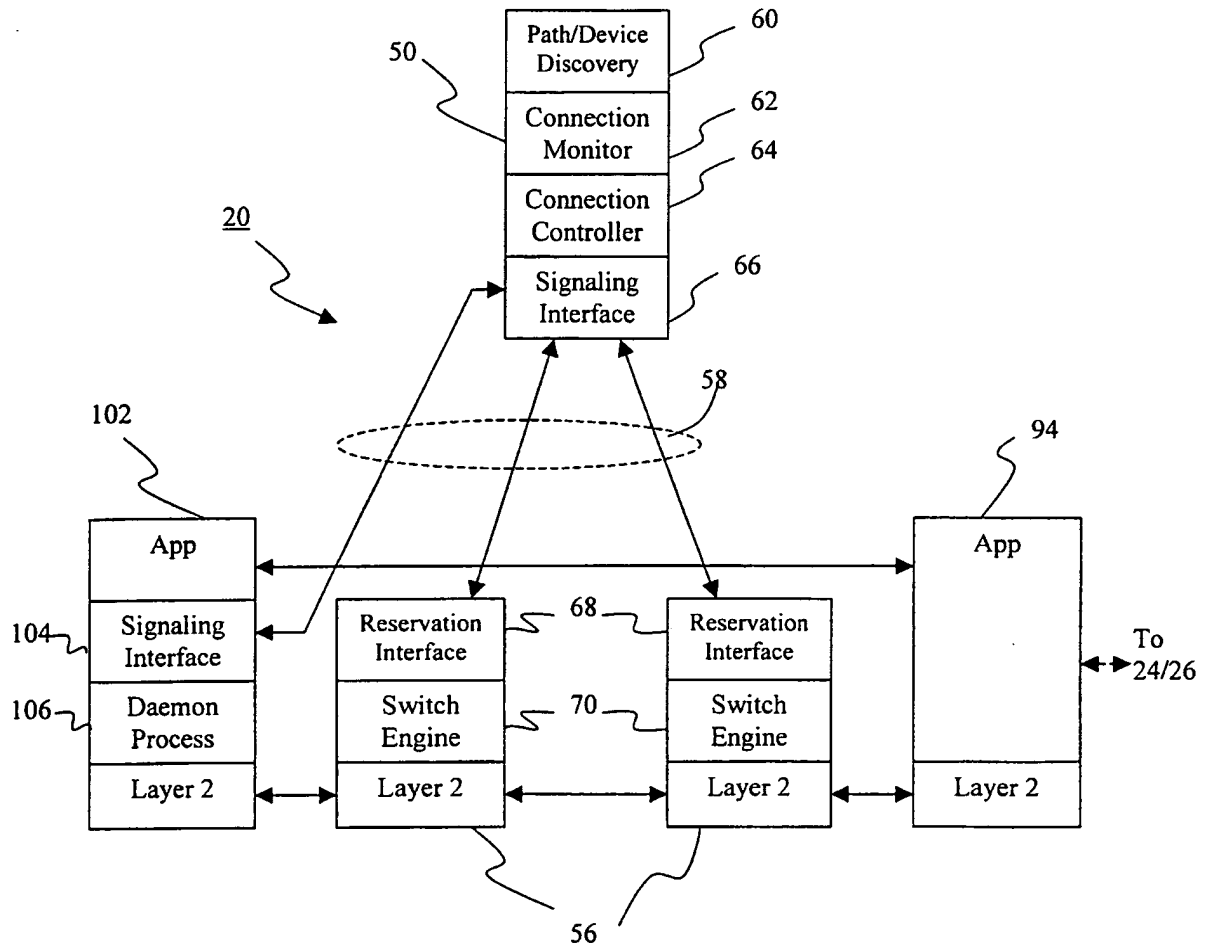 Path/Device
Discovery
60
50
Connection
Monitor
62
64
Connection
Controller
20
Signaling
Interface
66
58
102
94
App
App
104
Signaling
Interface
Reservation
Interface
68
Reservation
Interface
To
24/26
106
Daemon
Process
Switch
Engine
70
Switch
Engine
Layer 2
Layer 2
Layer 2
Layer 2
56